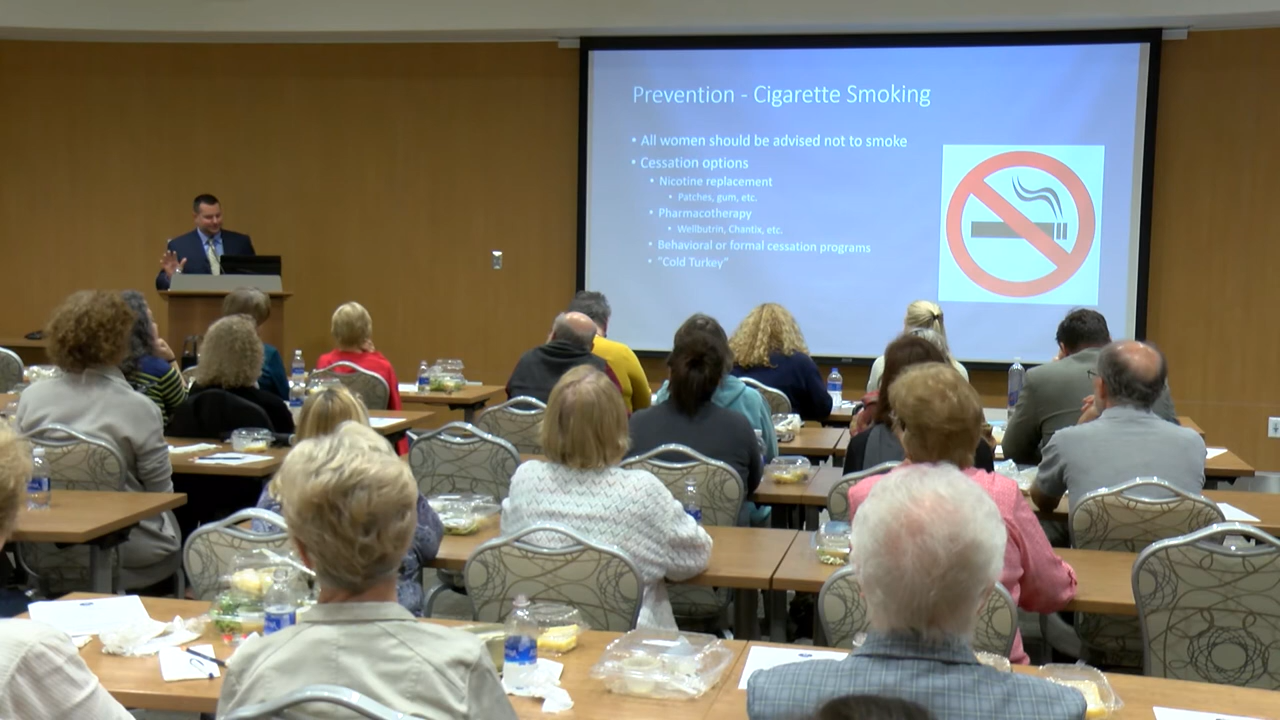 Prevention - Cigarette Smoking
• All women should be advised not to smoke
• Cessation options
• Nicotine replacement
• Patches, gum, etc.
• Pharmacotherapy
• Wellbutrin, Chantix, etc.
• Behavioral or formal cessation programs
• "Cold Turkey"